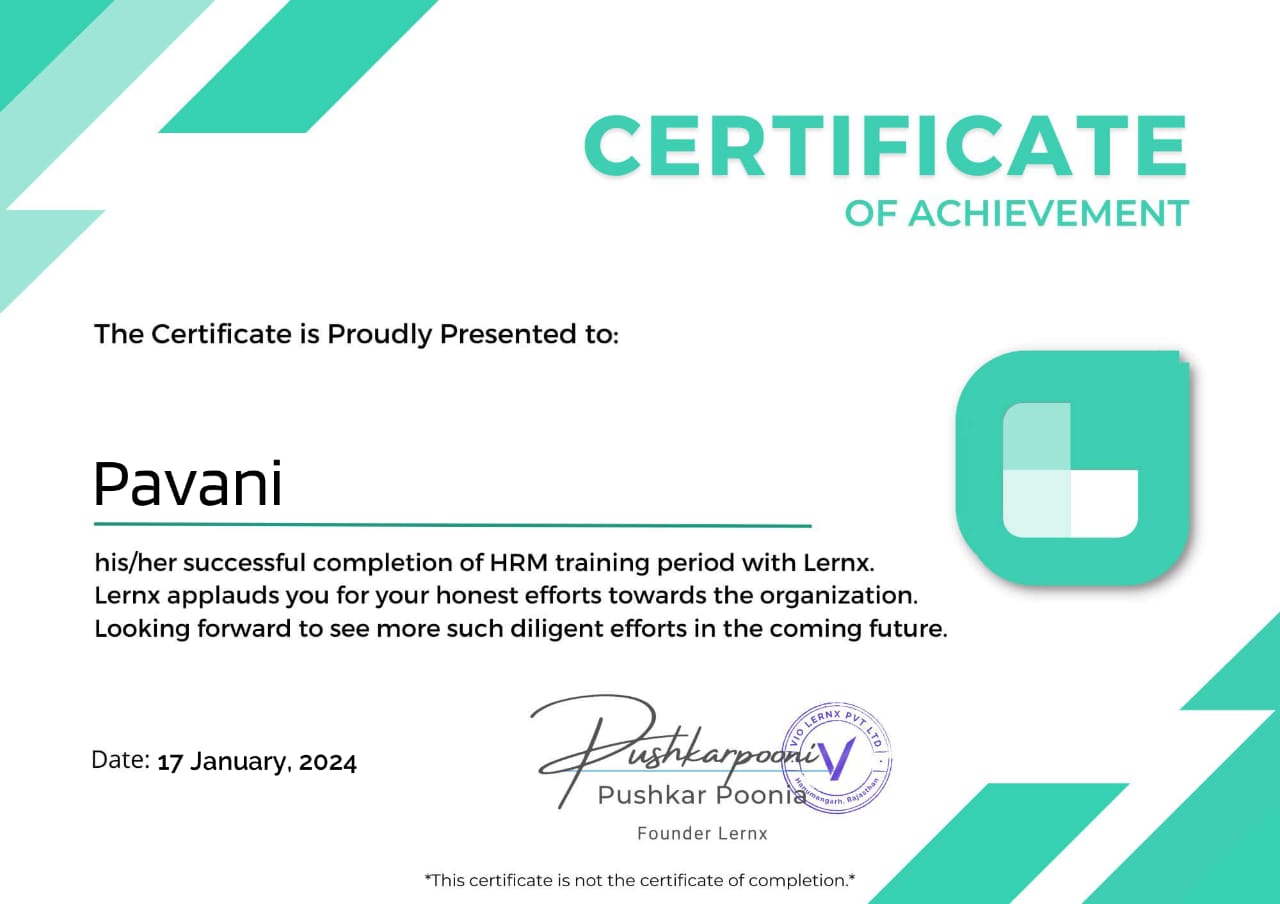 CERTIFICATE
OF ACHIEVEMENT
The Certificate is Proudly Presented to:
Pavani
his/her successful completion of HRM training period with Lernx.
Lernx applauds you for your honest efforts towards the organization.
Looking forward to see more such diligent efforts in the coming future.
Date: 17 January, 2024
Pushkarpooni
VIO LERNX PVT LTD
Hanumangarh, Rajasthan
Pushkar Poonia
Founder Lernx
*This certificate is not the certificate of completion.*